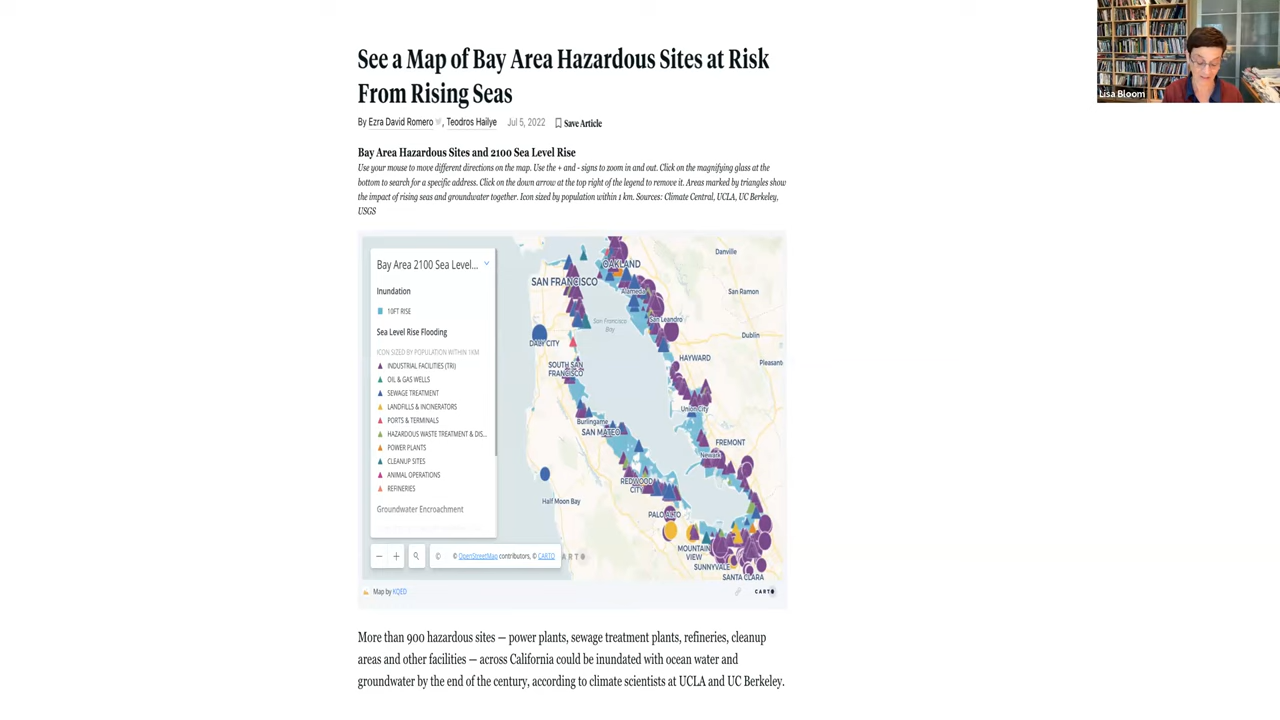 See a Map of Bay Area Hazardous Sites at Risk
From Rising Seas
By Ezra David Romero , Teodros Hailye Jul 5, 2022 Save Article
Bay Area Hazardous Sites and 2100 Sea Level Rise
Use your mouse to move different directions on the map. Use the + and - signs to zoom in and out. Click on the magnifying glass at the
bottom to search for a specific address. Click on the down arrow at the top right of the legend to remove it. Areas marked by triangles show
the impact of rising seas and groundwater together. Icon sized by population within 1 km. Sources: Climate Central, UCLA, UC Berkeley,
USGS
Bay Area 2100 Sea Level...
Inundation
10FT RISE
Sea Level Rise Flooding
ICON SIZED BY POPULATION WITHIN 1KM
INDUSTRIAL FACILITIES (TRI)
OIL & GAS WELLS
SEWAGE TREATMENT
LANDFILLS & INCINERATORS
PORTS & TERMINALS
HAZARDOUS WASTE TREATMENT & DIS...
POWER PLANTS
CLEANUP SITES
ANIMAL OPERATIONS
REFINERIES
Groundwater Encroachment
© © OpenStreetMap contributors, © CARTO
Danville
OAKLAND
SAN FRANCISCO
Alameda
San Ramon
San Francisco
Bay
San Leandro
Dublin
DALY CITY
HAYWARD
Pleasant
SOUTH SAN
FRANCISCO
Union City
Burlingame
SAN MATEO
FREMONT
Newark
REDWOOD
CITY
Half Moon Bay
PALO ALTO
MOUNTAIN
VIEW
SUNNYVALE
SANTA CLARA
Map by KQED
CARTO
More than 900 hazardous sites — power plants, sewage treatment plants, refineries, cleanup
areas and other facilities — across California could be inundated with ocean water and
groundwater by the end of the century, according to climate scientists at UCLA and UC Berkeley.
Lisa Bloom